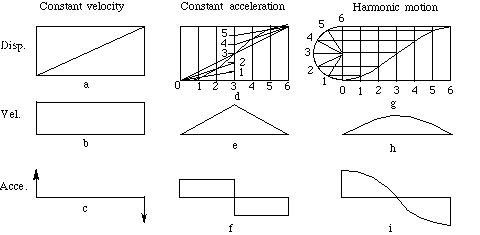 Constant velocity Constant acceleration Harmonic motion
Disp.
6
5
4
3
2
1
0 1 2 3 4 5 6
5
4
3
2
1
6
0 1 2 3 4 5 6
a d g
Vel.
b e h
Acce.
c f i